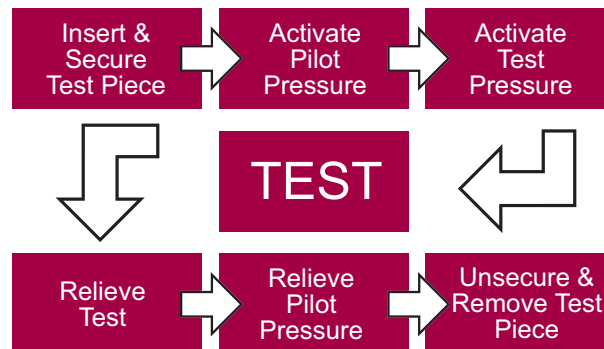 Insert &
Secure
Test Piece
Activate
Pilot
Pressure
Activate
Test
Pressure
TEST
Relieve
Test
Relieve
Pilot
Pressure
Unsecure &
Remove Test
Piece